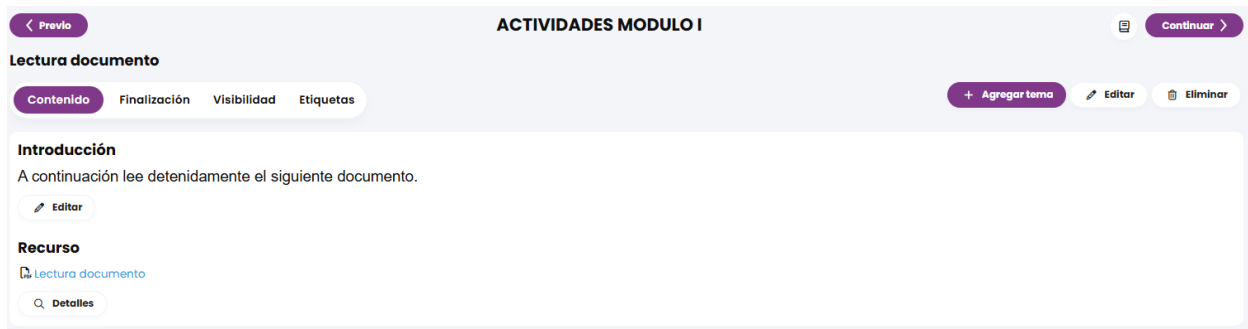 Previo
ACTIVIDADES MODULO I
Continuar
Lectura documento
Contenido Finalización Visibilidad Etiquetas
+ Agregar tema Editar Eliminar
Introducción
A continuación lee detenidamente el siguiente documento.
Editar
Recurso
PDF Lectura documento
Detalles